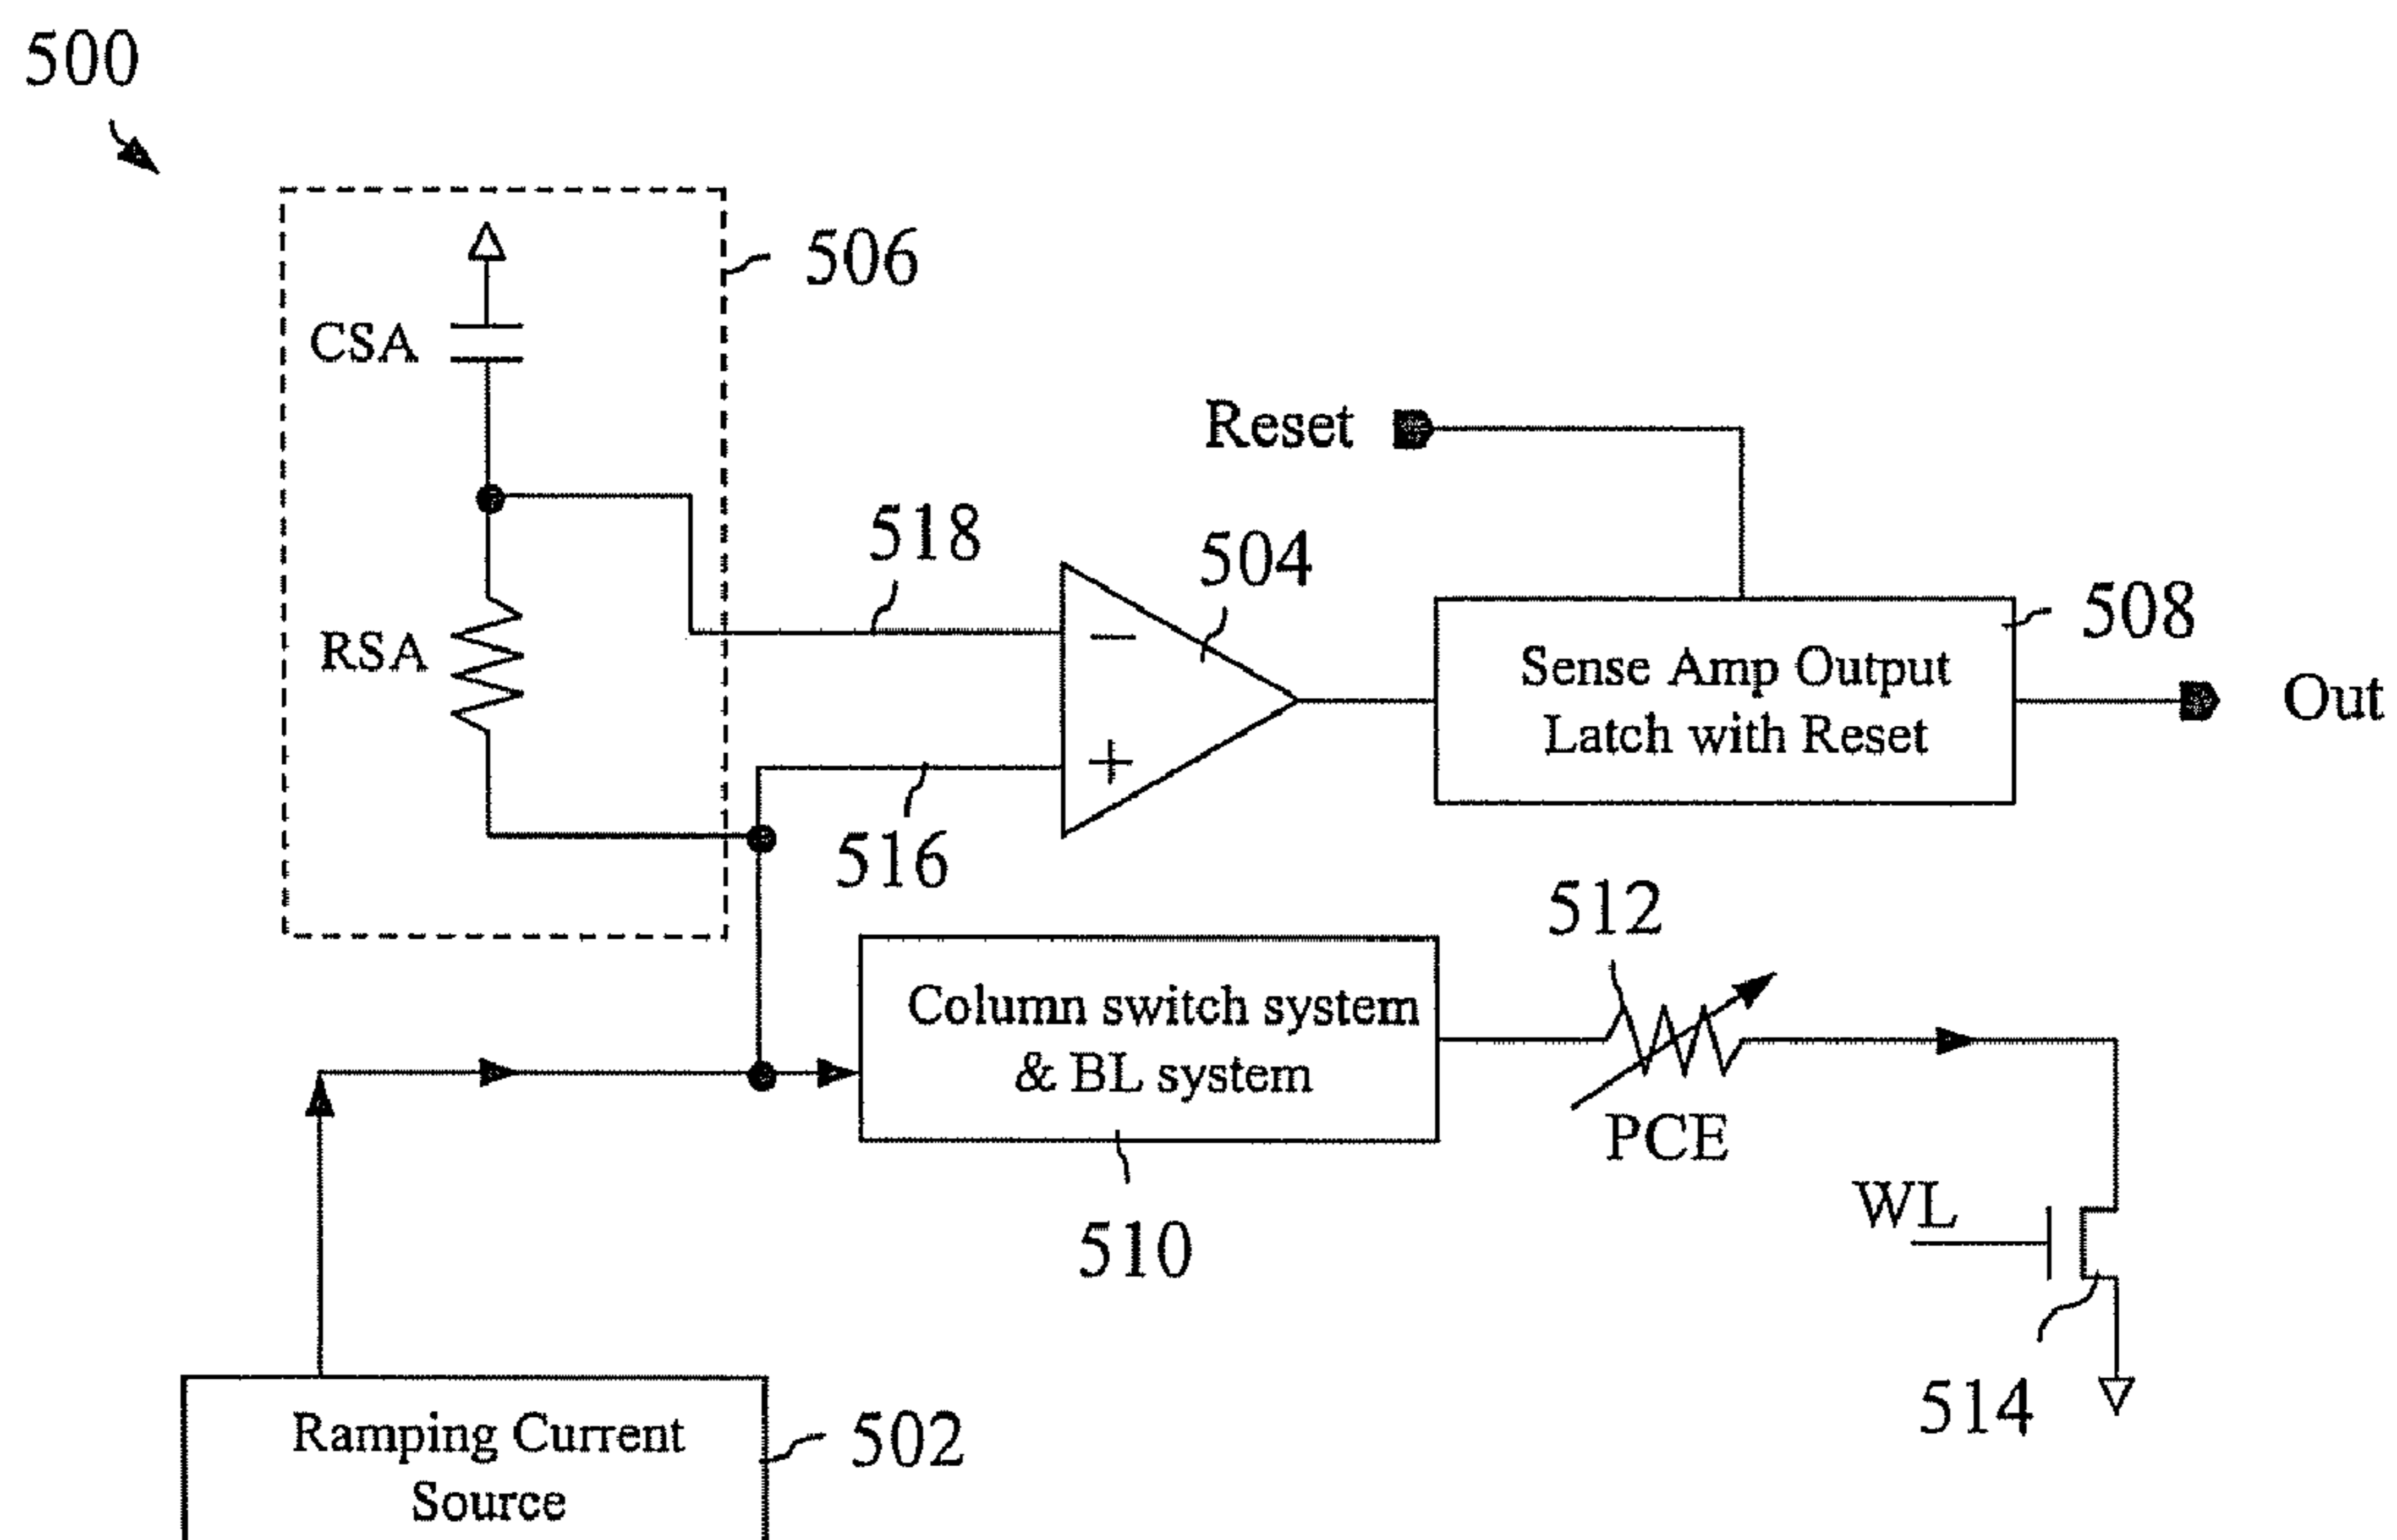 500
506
CSA
Reset
518
504
508
RSA
Sense Amp Output
Latch with Reset
Out
−
+
516
512
Column switch system
& BL system
PCE
WL
510
514
Ramping Current
Source
502